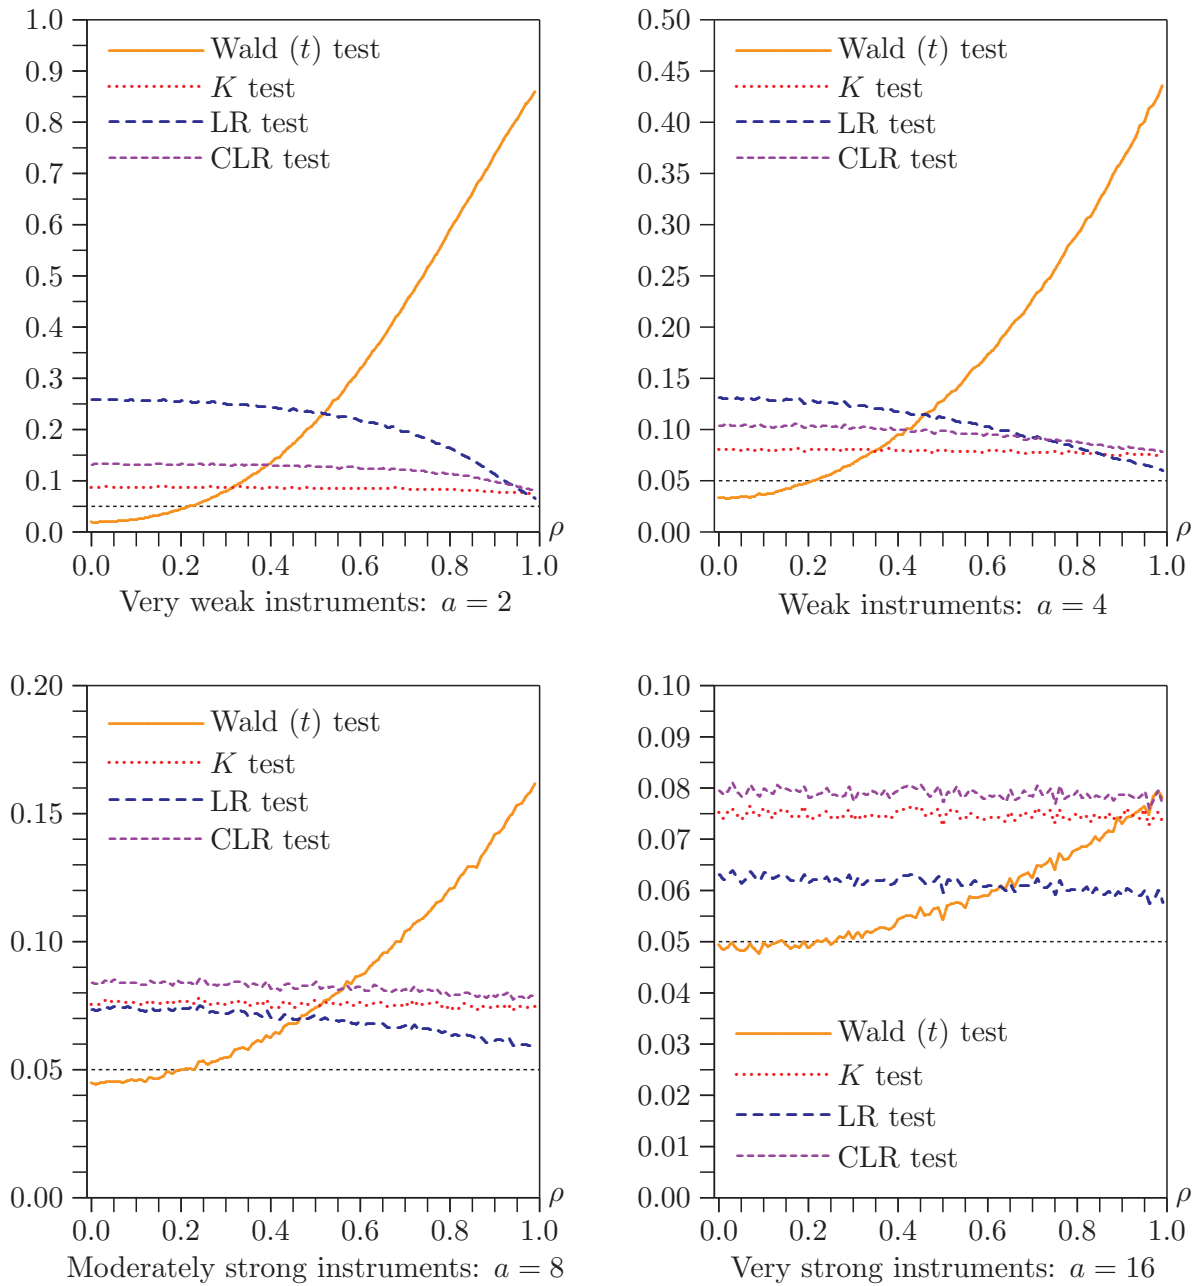 1.0
0.9
0.8
0.7
0.6
0.5
0.4
0.3
0.2
0.1
0.0
Wald (t) test
K test
LR test
CLR test
0.0 0.2 0.4 0.6 0.8 1.0
ρ
Very weak instruments: a = 2
0.50
0.45
0.40
0.35
0.30
0.25
0.20
0.15
0.10
0.05
0.00
Wald (t) test
K test
LR test
CLR test
0.0 0.2 0.4 0.6 0.8 1.0
ρ
Weak instruments: a = 4
0.20
0.15
0.10
0.05
0.00
Wald (t) test
K test
LR test
CLR test
0.0 0.2 0.4 0.6 0.8 1.0
ρ
Moderately strong instruments: a = 8
0.10
0.09
0.08
0.07
0.06
0.05
0.04
0.03
0.02
0.01
0.00
Wald (t) test
K test
LR test
CLR test
0.0 0.2 0.4 0.6 0.8 1.0
ρ
Very strong instruments: a = 16